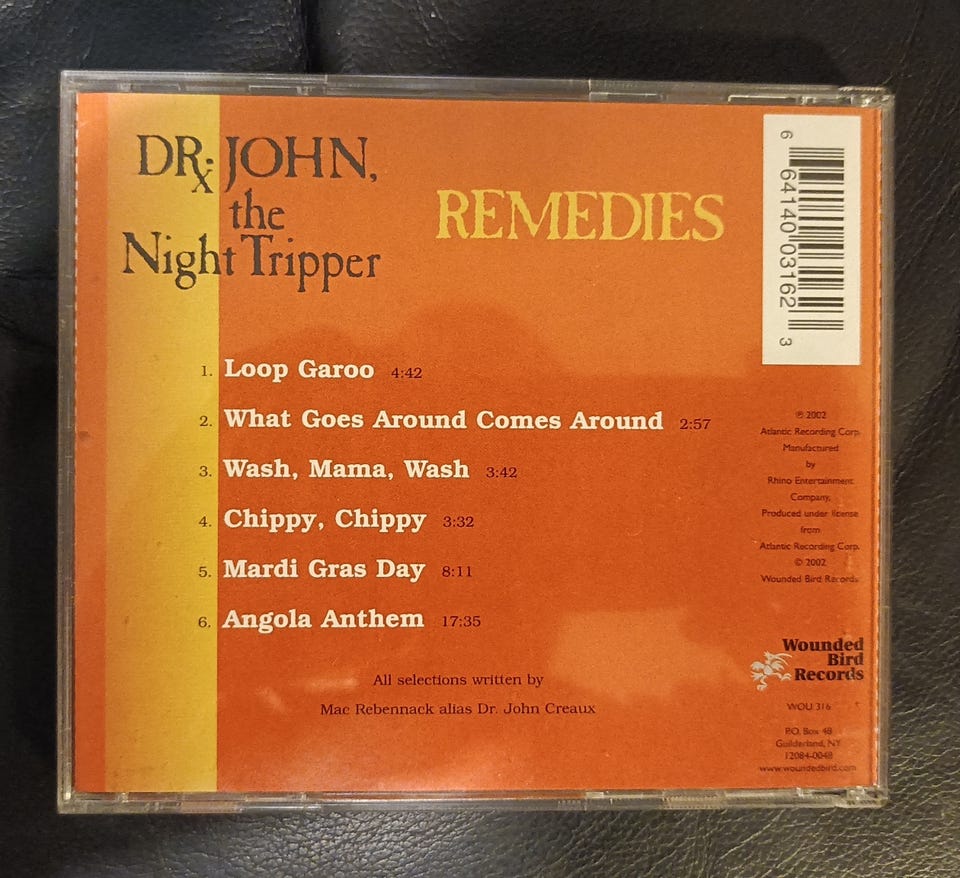 DR. JOHN,
x
the
Night Tripper
REMEDIES
6 64140 03162 3
1. Loop Garoo 4:42
2. What Goes Around Comes Around 2:57
3. Wash, Mama, Wash 3:42
4. Chippy, Chippy 3:32
5. Mardi Gras Day 8:11
6. Angola Anthem 17:35
All selections written by
Mac Rebennack alias Dr. John Creaux
℗ 2002
Atlantic Recording Corp.
Manufactured
by
Rhino Entertainment
Company,
Produced under license
from
Atlantic Recording Corp.
© 2002
Wounded Bird Records
Wounded
Bird
Records
WOU 316
P.O. Box 48
Guilderland, NY
12084-0048
www.woundedbird.com